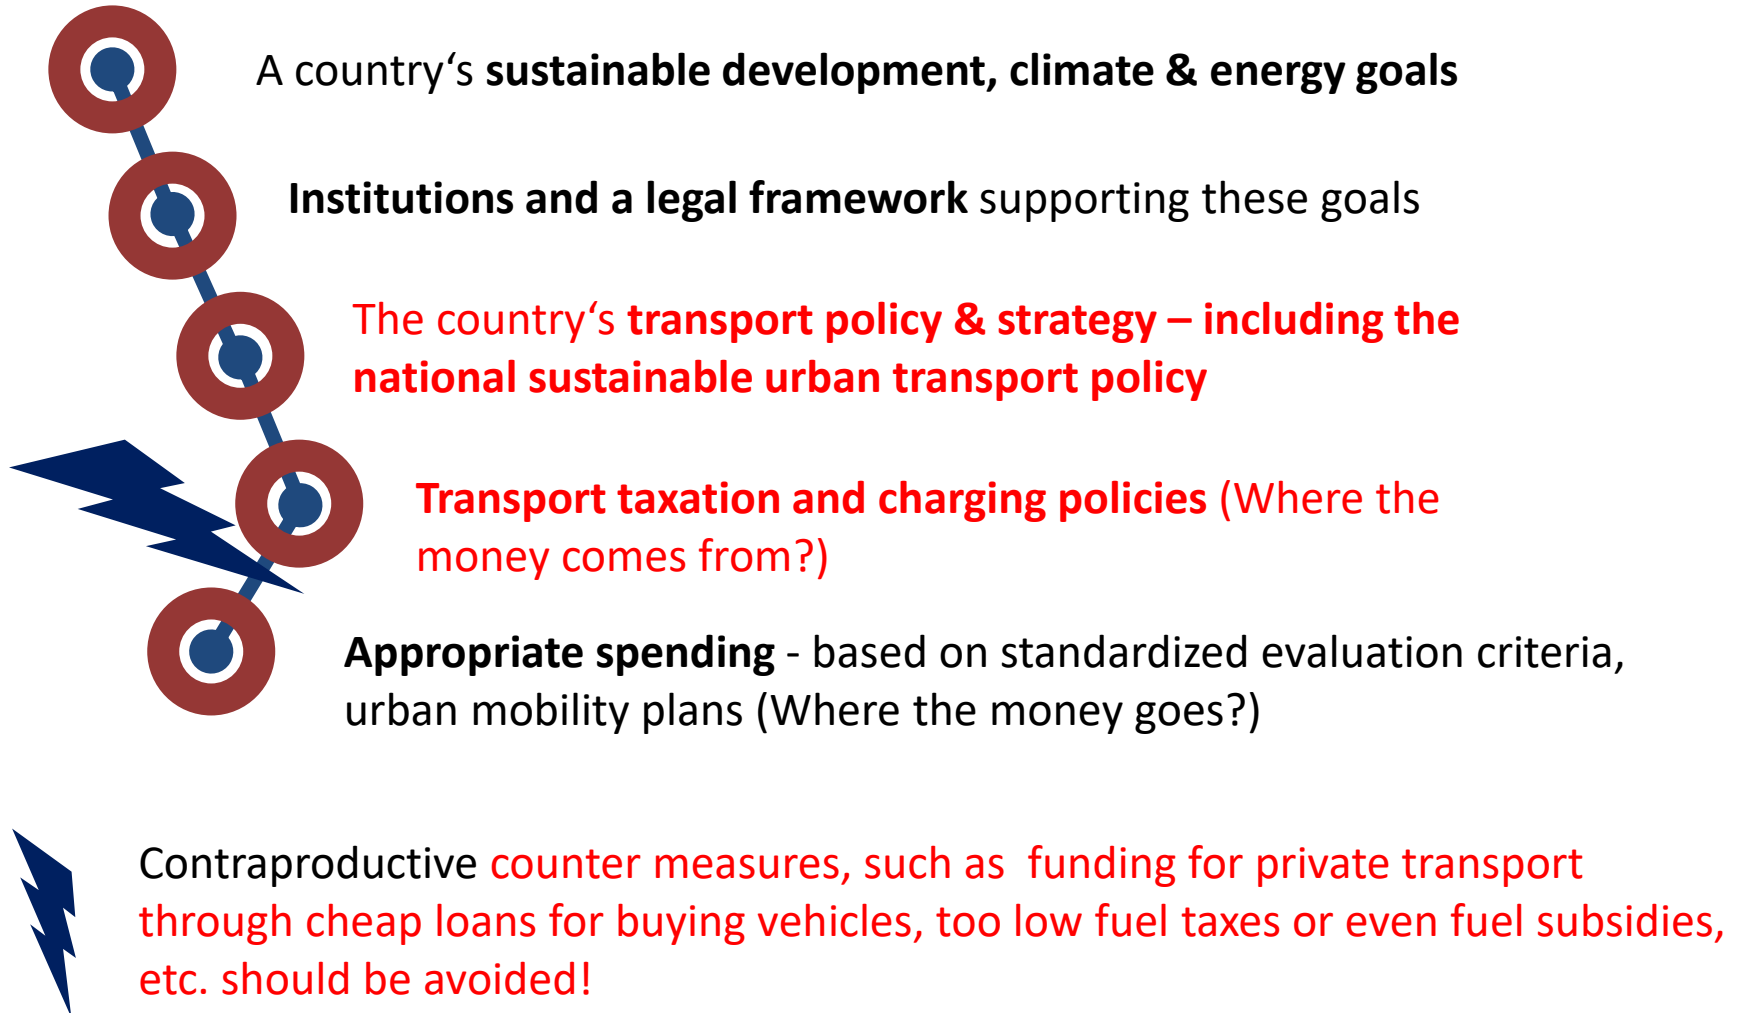 A country‘s sustainable development, climate & energy goals
Institutions and a legal framework supporting these goals
The country‘s transport policy & strategy – including the
national sustainable urban transport policy
Transport taxation and charging policies (Where the
money comes from?)
Appropriate spending - based on standardized evaluation criteria,
urban mobility plans (Where the money goes?)
Contraproductive counter measures, such as  funding for private transport
through cheap loans for buying vehicles, too low fuel taxes or even fuel subsidies,
etc. should be avoided!